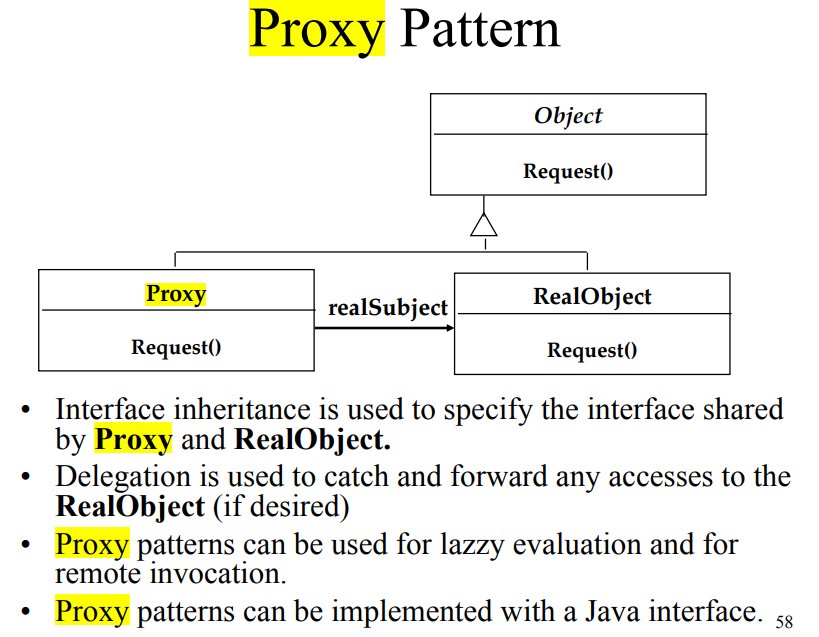 Proxy Pattern
Object
Request()
Proxy
realSubject
RealObject
Request()
Request()
• Interface inheritance is used to specify the interface shared
by Proxy and RealObject.
• Delegation is used to catch and forward any accesses to the
RealObject (if desired)
• Proxy patterns can be used for lazzy evaluation and for
remote invocation.
• Proxy patterns can be implemented with a Java interface.
58